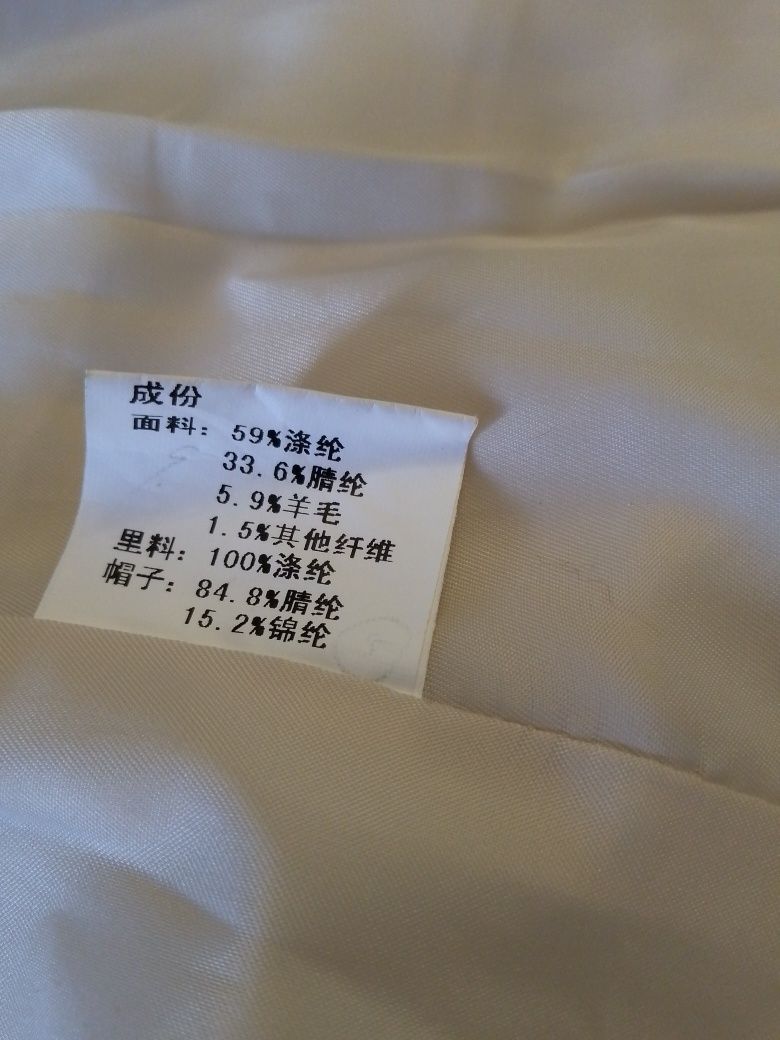 成份
面料：59%涤纶
33.6%腈纶
5.9%羊毛
1.5%其他纤维
里料：100%涤纶
帽子：84.8%腈纶
15.2%锦纶